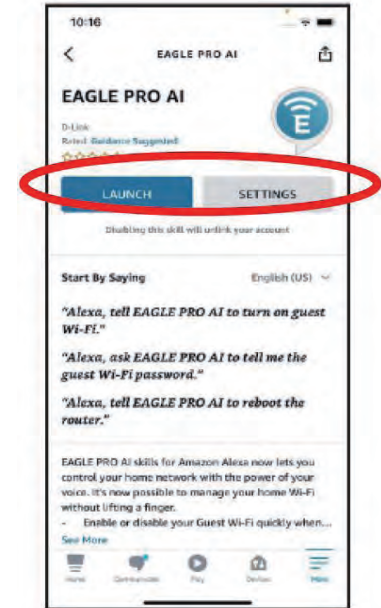 10:16
EAGLE PRO AI
EAGLE PRO AI
D-Link
Rated: Guidance Suggested
E
LAUNCH
SETTINGS
Disabling this skill will unlink your account
Start By Saying
English (US)
"Alexa, tell EAGLE PRO AI to turn on guest
Wi-Fi."
"Alexa, ask EAGLE PRO AI to tell me the
guest Wi-Fi password."
"Alexa, tell EAGLE PRO AI to reboot the
router."
EAGLE PRO AI skills for Amazon Alexa now lets you
control your home network with the power of your
voice. It's now possible to manage your home Wi-Fi
without lifting a finger.
- Enable or disable your Guest Wi-Fi quickly when...
See More
Home
Communicate
Play
Devices
More